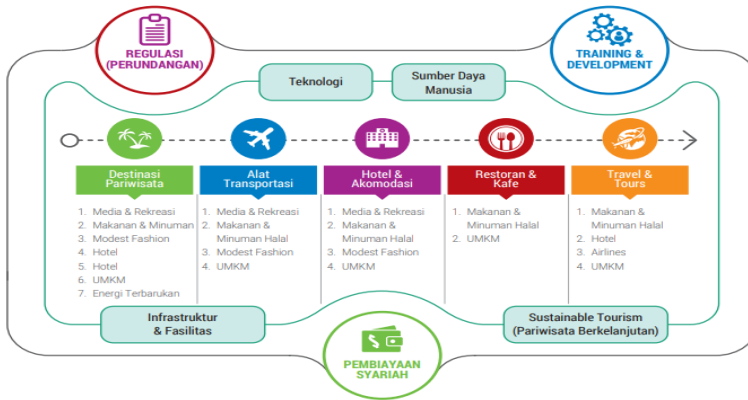 REGULASI
(PERUNDANGAN)
TRAINING &
DEVELOPMENT
Teknologi
Sumber Daya
Manusia
Destinasi
Pariwisata
1. Media & Rekreasi
2. Makanan & Minuman
3. Modest Fashion
4. Hotel
5. Hotel
6. UMKM
7. Energi Terbarukan
Alat
Transportasi
1. Media & Rekreasi
2. Makanan &
Minuman Halal
3. Modest Fashion
4. UMKM
Hotel &
Akomodasi
1. Media & Rekreasi
2. Makanan &
Minuman Halal
3. Modest Fashion
4. UMKM
Restoran &
Kafe
1. Makanan &
Minuman Halal
2. UMKM
Travel &
Tours
1. Makanan &
Minuman Halal
2. Hotel
3. Airlines
4. UMKM
Infrastruktur
& Fasilitas
Sustainable Tourism
(Pariwisata Berkelanjutan)
$
PEMBIAYAAN
SYARIAH